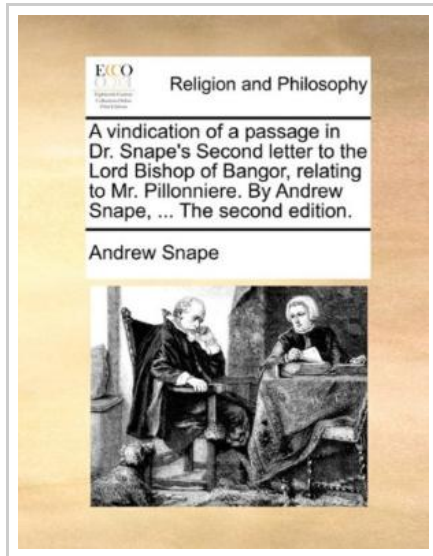 ECCO
Religion and Philosophy
A vindication of a passage in
Dr. Snape's Second letter to the
Lord Bishop of Bangor, relating
to Mr. Pillonniere. By Andrew
Snape, ... The second edition.
Andrew Snape